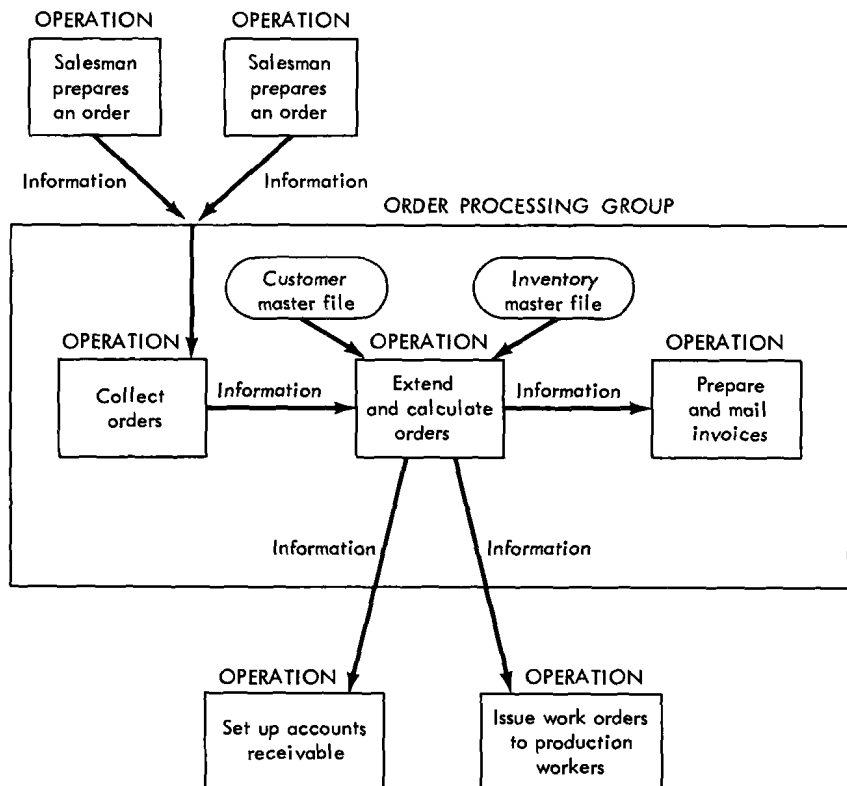 OPERATION
OPERATION
Salesman
prepares
an order
Salesman
prepares
an order
Information
Information
ORDER PROCESSING GROUP
Customer
master file
Inventory
master file
OPERATION
Collect
orders
Information
OPERATION
Extend
and calculate
orders
Information
OPERATION
Prepare
and mail
invoices
Information
Information
OPERATION
Set up accounts
receivable
OPERATION
Issue work orders
to production
workers